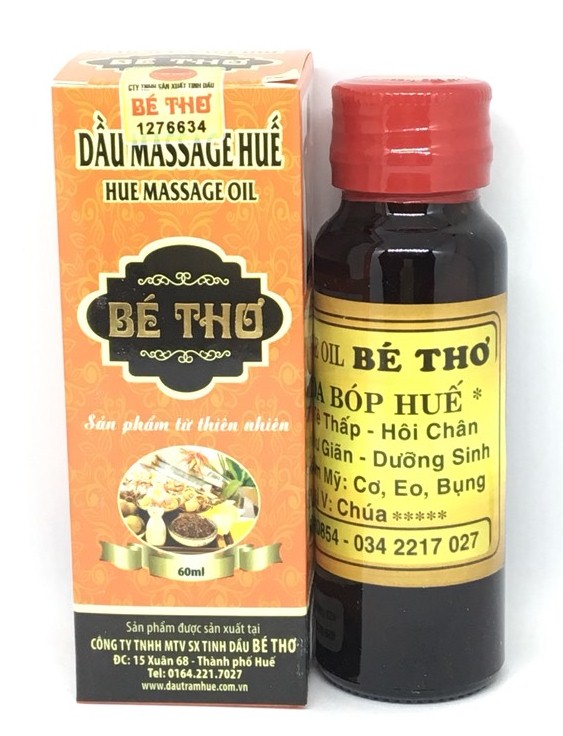 CTY TNHH SẢN XUẤT TINH DẦU
BÉ THƠ
1276634
DẦU MASSAGE HUẾ
HUE MASSAGE OIL
BÉ THƠ
Sản phẩm từ thiên nhiên
60ml
Sản phẩm được sản xuất tại
CÔNG TY TNHH MTV SX TINH DẦU BÉ THƠ
ĐC: 15 Xuân 68 - Thành phố Huế
Tel: 0164.221.7027
www.dautramhue.com.vn
OIL BÉ THƠ
BÓP HUẾ *
Thấp - Hôi Chân
Giãn - Dưỡng Sinh
Mỹ: Cơ, Eo, Bụng
V: Chúa *****
0854 - 034 2217 027